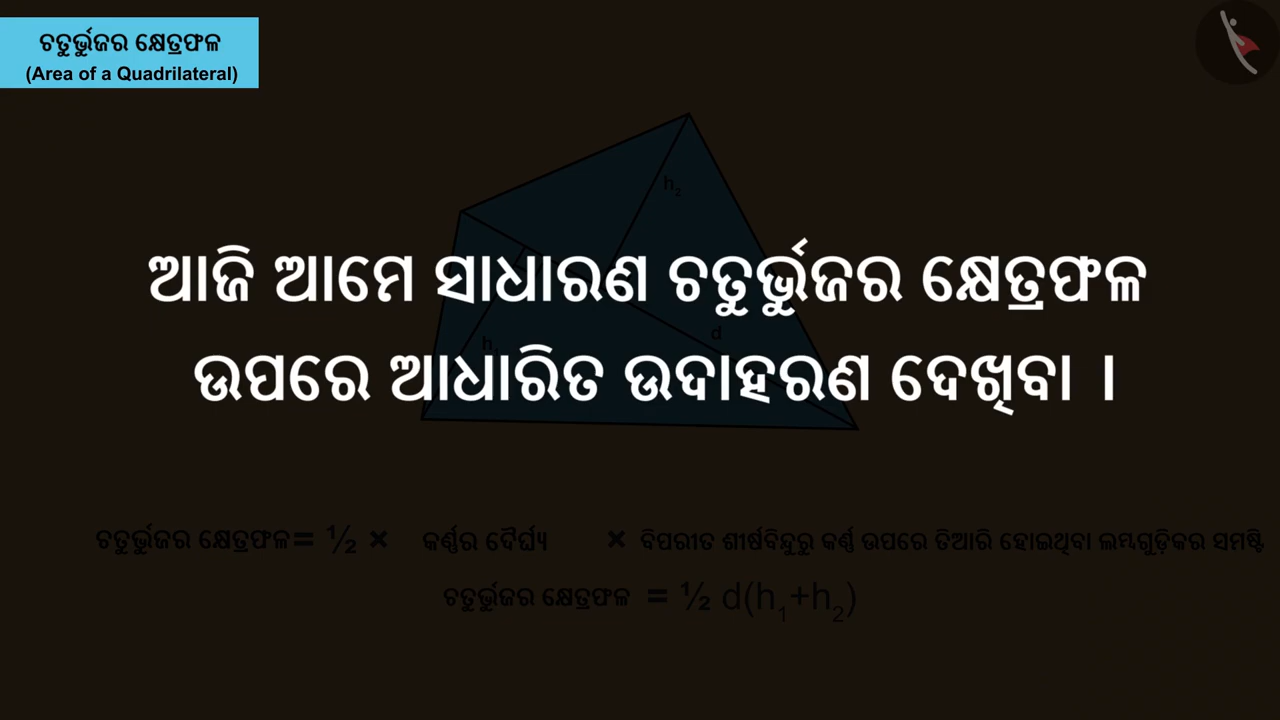 ଚତୁର୍ଭୁଜର କ୍ଷେତ୍ରଫଳ
(Area of a Quadrilateral)
h2
ଆଜି ଆମେ ସାଧାରଣ ଚତୁର୍ଭୁଜର କ୍ଷେତ୍ରଫଳ
d
h1
ଉପରେ ଆଧାରିତ ଉଦାହରଣ ଦେଖିବା ।
ଚତୁର୍ଭୁଜର କ୍ଷେତ୍ରଫଳ= ½ × କର୍ଣ୍ଣର ଦୈର୍ଘ୍ୟ × ବିପରୀତ ଶୀର୍ଷବିନ୍ଦୁରୁ କର୍ଣ୍ଣ ଉପରେ ତିଆରି ହୋଇଥିବା ଲମ୍ବଗୁଡ଼ିକର ସମଷ୍ଟି
ଚତୁର୍ଭୁଜର କ୍ଷେତ୍ରଫଳ = ½ d(h1+h2)